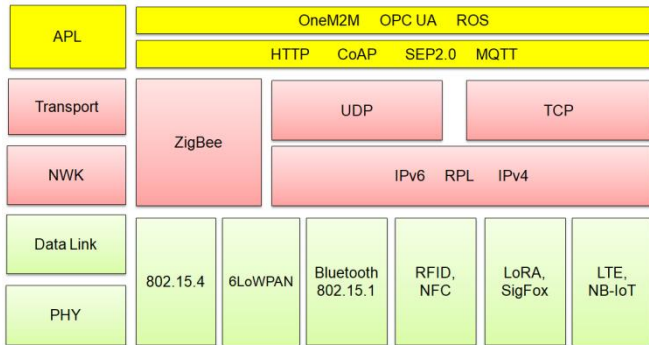 APL
OneM2M OPC UA ROS
HTTP CoAP SEP2.0 MQTT
Transport
ZigBee
UDP
TCP
NWK
IPv6 RPL IPv4
Data Link
PHY
802.15.4
6LoWPAN
Bluetooth
802.15.1
RFID,
NFC
LoRA,
SigFox
LTE,
NB-IoT